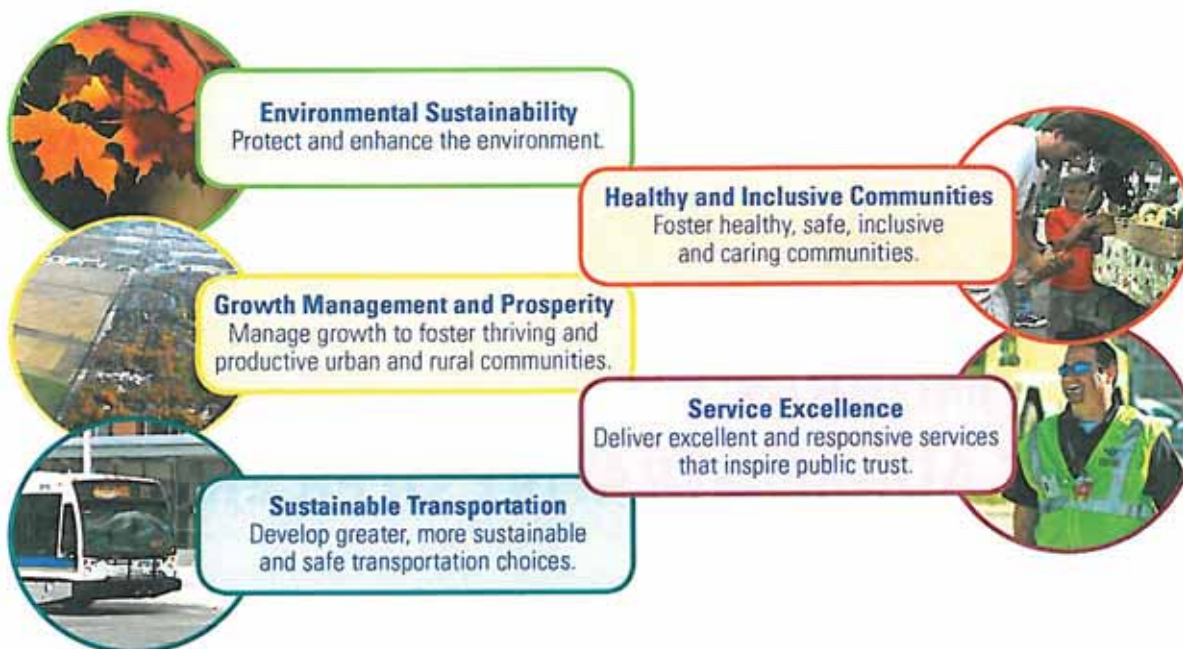 Environmental Sustainability
Protect and enhance the environment.
Healthy and Inclusive Communities
Foster healthy, safe, inclusive
and caring communities.
Growth Management and Prosperity
Manage growth to foster thriving and
productive urban and rural communities.
Service Excellence
Deliver excellent and responsive services
that inspire public trust.
Sustainable Transportation
Develop greater, more sustainable
and safe transportation choices.